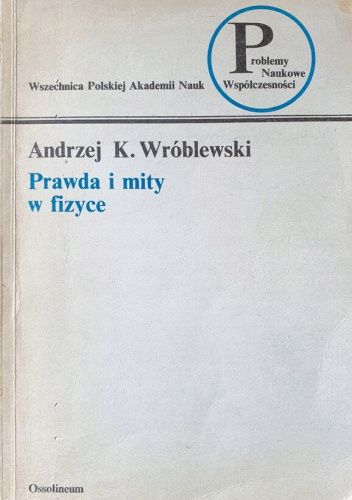 Problemy
Naukowe
Współczesności
Wszechnica Polskiej Akademii Nauk
Andrzej K. Wróblewski
Prawda i mity
w fizyce
Ossolineum